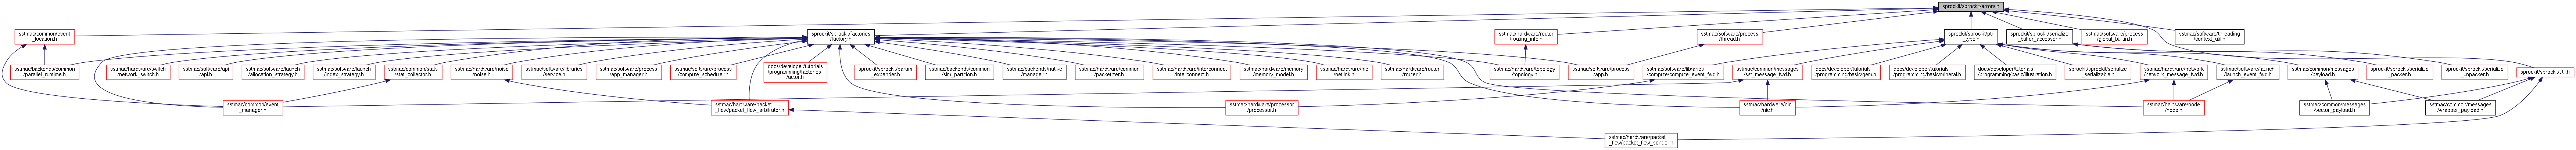 sprockit/sprockit/errors.h
sstmac/common/event
_location.h
sprockit/sprockit/factories
/factory.h
sstmac/hardware/router
/routing_info.h
sstmac/software/process
/thread.h
sprockit/sprockit/ptr
_type.h
sprockit/sprockit/serialize
_buffer_accessor.h
sstmac/software/process
/global_builtin.h
sstmac/software/threading
/context_util.h
sstmac/backends/common
/parallel_runtime.h
sstmac/hardware/switch
/network_switch.h
sstmac/software/api
/api.h
sstmac/software/launch
/allocation_strategy.h
sstmac/software/launch
/index_strategy.h
sstmac/common/stats
/stat_collector.h
sstmac/hardware/noise
/noise.h
sstmac/software/libraries
/service.h
sstmac/software/process
/app_manager.h
sstmac/software/process
/compute_scheduler.h
docs/developer/tutorials
/programming/factories
/actor.h
sprockit/sprockit/param
_expander.h
sstmac/backends/common
/sim_partition.h
sstmac/backends/native
/manager.h
sstmac/hardware/common
/packetizer.h
sstmac/hardware/interconnect
/interconnect.h
sstmac/hardware/memory
/memory_model.h
sstmac/hardware/nic
/netlink.h
sstmac/hardware/router
/router.h
sstmac/hardware/topology
/topology.h
sstmac/software/process
/app.h
sstmac/software/libraries
/compute/compute_event_fwd.h
sstmac/common/messages
/sst_message_fwd.h
docs/developer/tutorials
/programming/basic/gem.h
docs/developer/tutorials
/programming/basic/mineral.h
docs/developer/tutorials
/programming/basic/illustration.h
sprockit/sprockit/serialize
_serializable.h
sstmac/hardware/network
/network_message_fwd.h
sstmac/software/launch
/launch_event_fwd.h
sstmac/common/messages
/payload.h
sprockit/sprockit/serialize
_packer.h
sprockit/sprockit/serialize
_unpacker.h
sprockit/sprockit/util.h
sstmac/common/event
_manager.h
sstmac/hardware/packet
_flow/packet_flow_arbitrator.h
sstmac/hardware/processor
/processor.h
sstmac/hardware/nic
/nic.h
sstmac/hardware/node
/node.h
sstmac/common/messages
/vector_payload.h
sstmac/common/messages
/wrapper_payload.h
sstmac/hardware/packet
_flow/packet_flow_sender.h